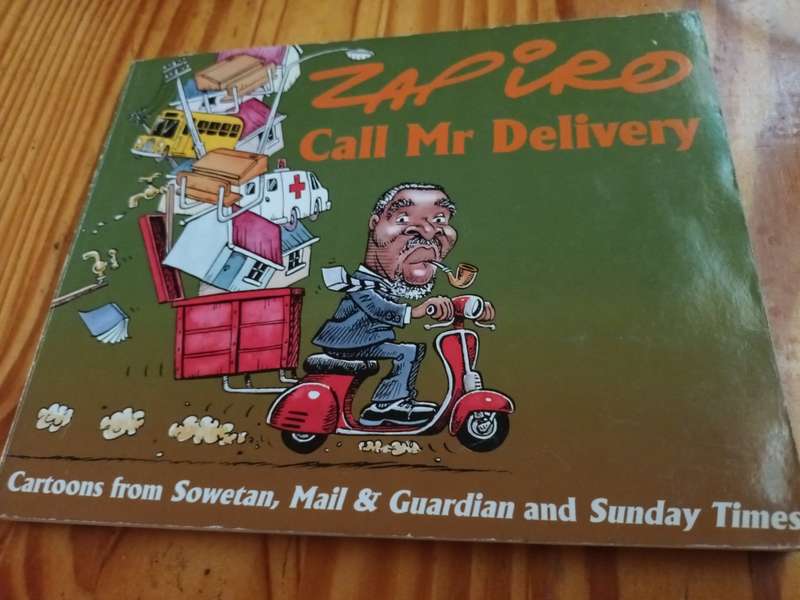 ZAPIRO
Call Mr Delivery
Cartoons from Sowetan, Mail & Guardian and Sunday Times